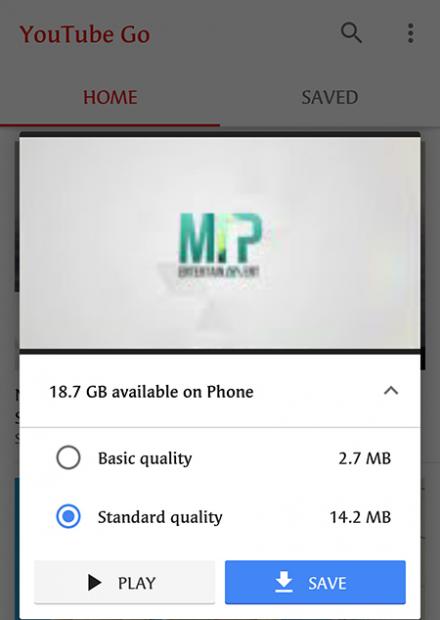 YouTube Go
HOME SAVED
MIP
ENTERTAINMENT
18.7 GB available on Phone
Basic quality 2.7 MB
Standard quality 14.2 MB
PLAY SAVE